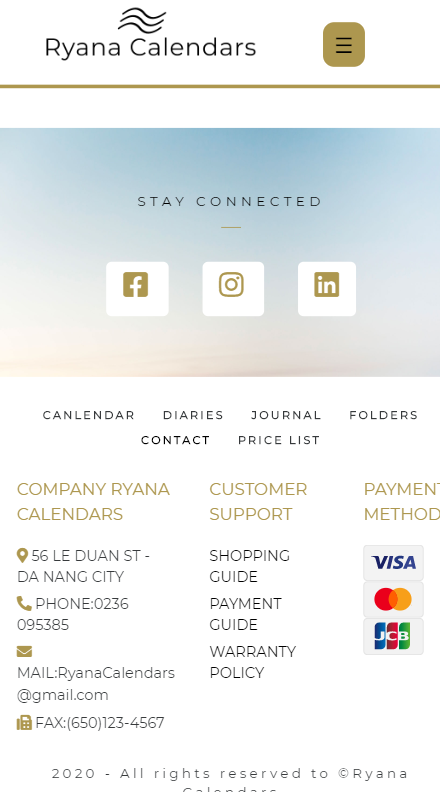 Ryana Calendars
STAY CONNECTED
CANLENDAR DIARIES JOURNAL FOLDERS
CONTACT PRICE LIST
COMPANY RYANA
CALENDARS
56 LE DUAN ST -
DA NANG CITY
PHONE:0236
095385
MAIL:RyanaCalendars
@gmail.com
FAX:(650)123-4567
CUSTOMER
SUPPORT
SHOPPING
GUIDE
PAYMENT
GUIDE
WARRANTY
POLICY
PAYMENT
METHOD
VISA
JCB
2020 - All rights reserved to ©Ryana
Calendars